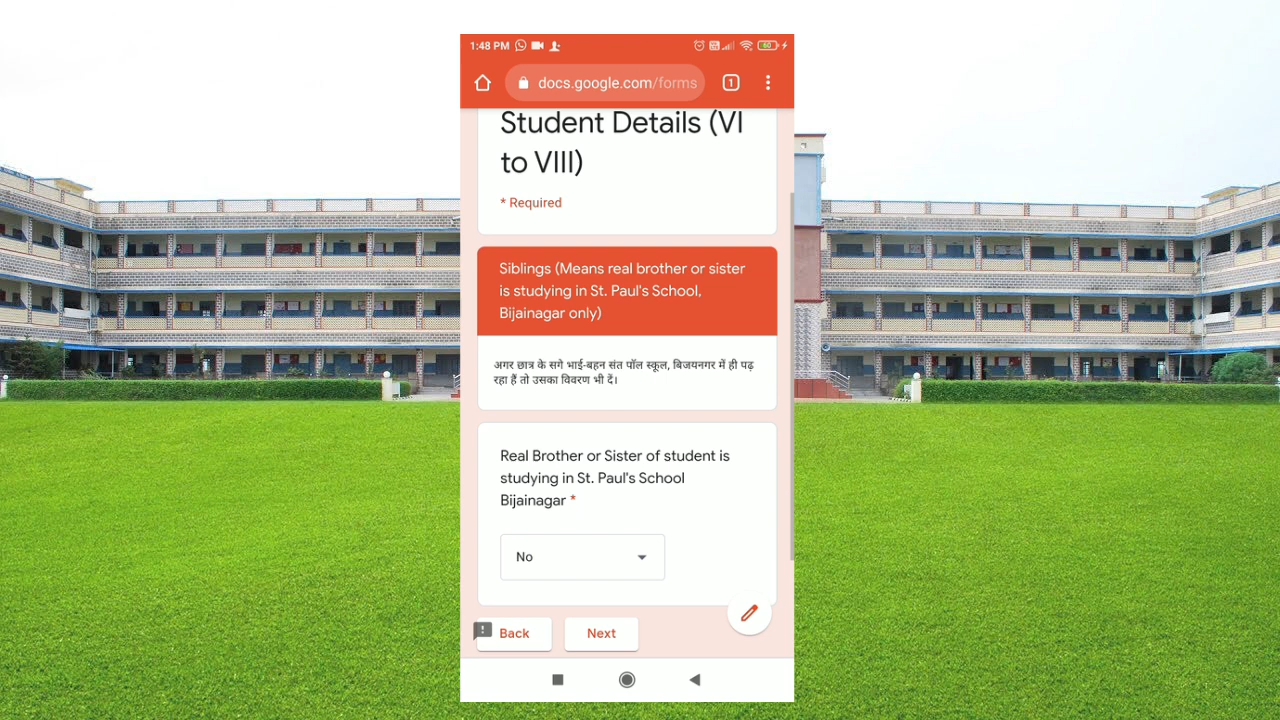 1:48 PM
60
docs.google.com/forms
1
Student Details (VI
to VIII)
* Required
Siblings (Means real brother or sister
is studying in St. Paul's School,
Bijainagar only)
अगर छात्र के सगे भाई-बहन संत पॉल स्कूल, बिजयनगर में ही पढ़
रहा हैं तो उसका विवरण भी दें।
Real Brother or Sister of student is
studying in St. Paul's School
Bijainagar *
No
Back
Next